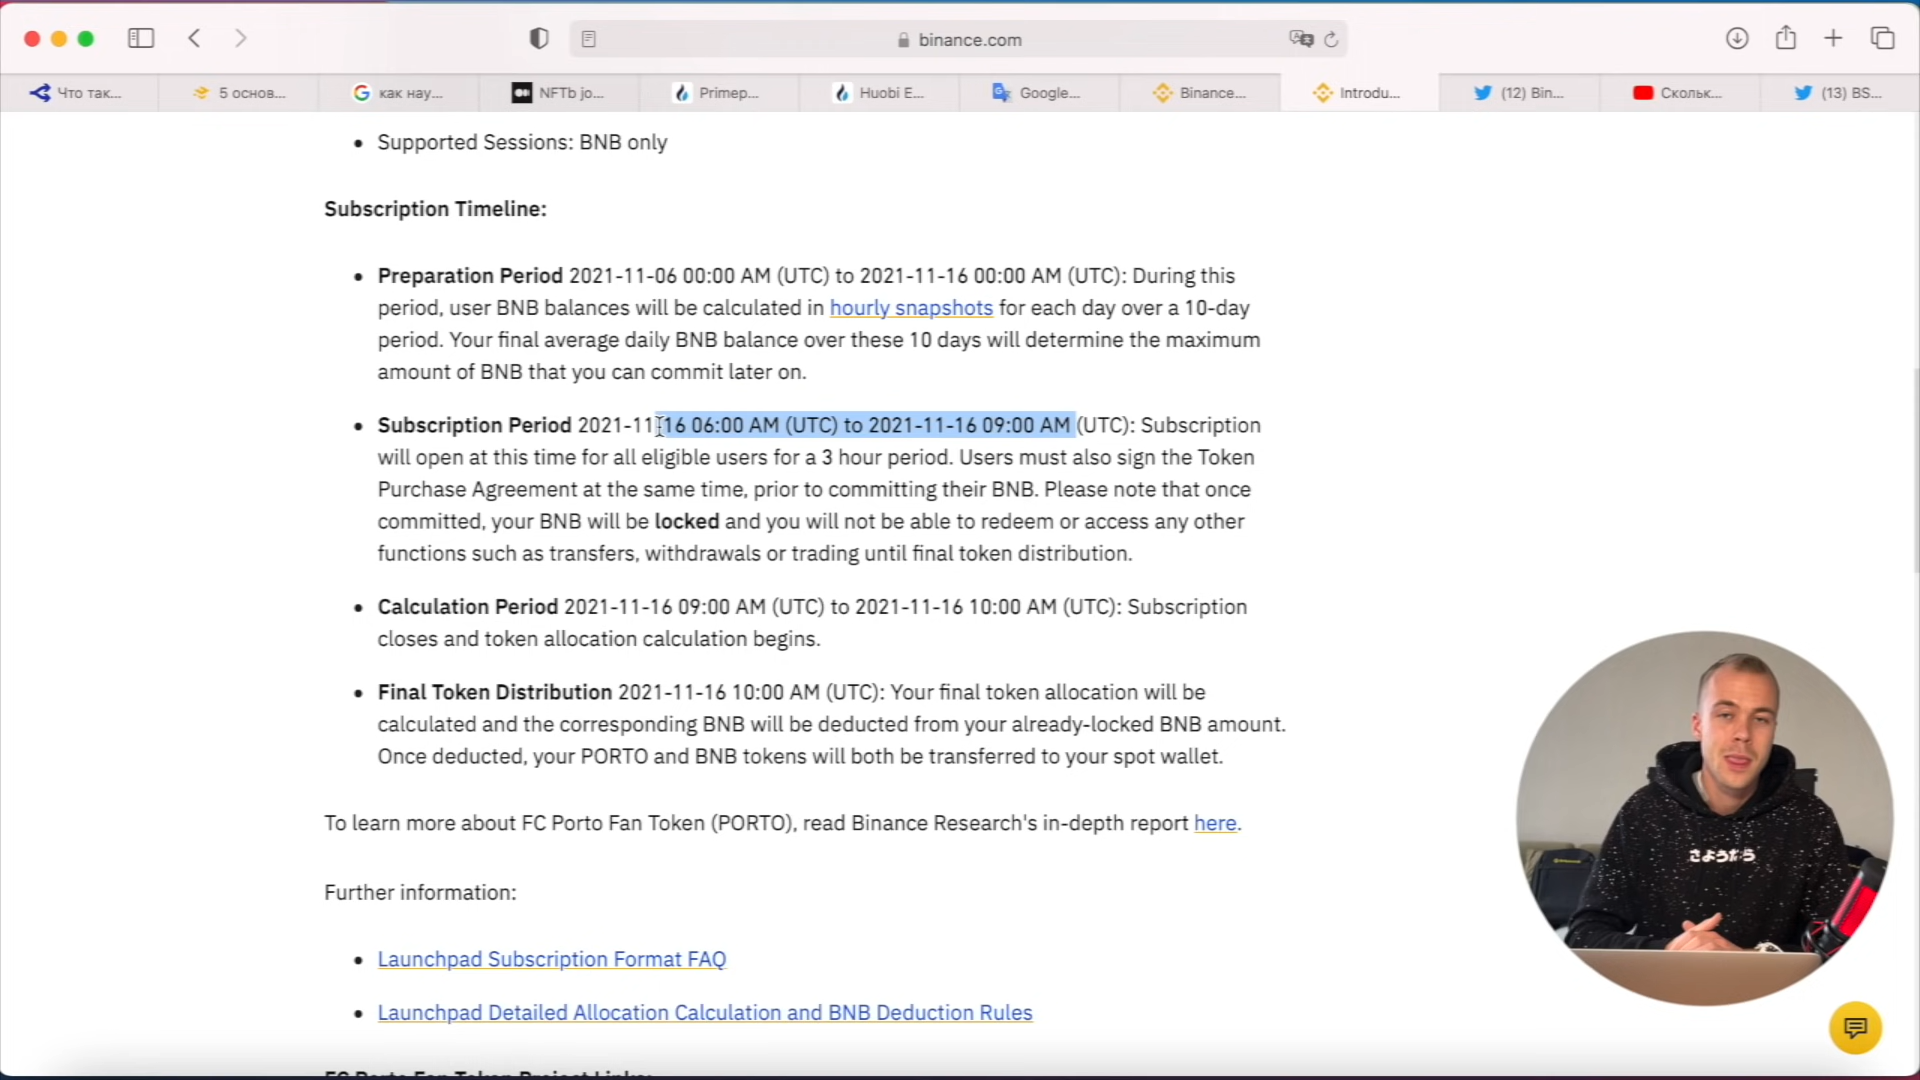 binance.com
Что так...
5 основ...
как нау...
NFTb jo...
Primep...
Huobi E...
Google...
Binance...
Introdu...
(12) Bin...
Скольк...
(13) BS...
Supported Sessions: BNB only
Subscription Timeline:
Preparation Period 2021-11-06 00:00 AM (UTC) to 2021-11-16 00:00 AM (UTC): During this
period, user BNB balances will be calculated in hourly snapshots for each day over a 10-day
period. Your final average daily BNB balance over these 10 days will determine the maximum
amount of BNB that you can commit later on.
Subscription Period 2021-11-16 06:00 AM (UTC) to 2021-11-16 09:00 AM (UTC): Subscription
will open at this time for all eligible users for a 3 hour period. Users must also sign the Token
Purchase Agreement at the same time, prior to committing their BNB. Please note that once
committed, your BNB will be locked and you will not be able to redeem or access any other
functions such as transfers, withdrawals or trading until final token distribution.
Calculation Period 2021-11-16 09:00 AM (UTC) to 2021-11-16 10:00 AM (UTC): Subscription
closes and token allocation calculation begins.
Final Token Distribution 2021-11-16 10:00 AM (UTC): Your final token allocation will be
calculated and the corresponding BNB will be deducted from your already-locked BNB amount.
Once deducted, your PORTO and BNB tokens will both be transferred to your spot wallet.
To learn more about FC Porto Fan Token (PORTO), read Binance Research's in-depth report here.
Further information:
Launchpad Subscription Format FAQ
Launchpad Detailed Allocation Calculation and BNB Deduction Rules
FC Porto Fan Token Project Links:
さようなら